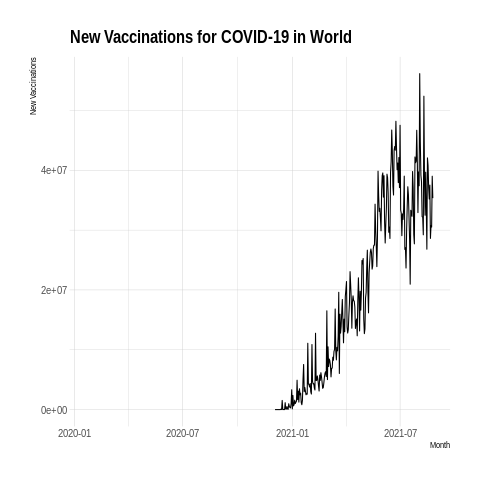 New Vaccinations for COVID-19 in World
New Vaccinations
4e+07
2e+07
0e+00
2020-01 2020-07 2021-01 2021-07
Month